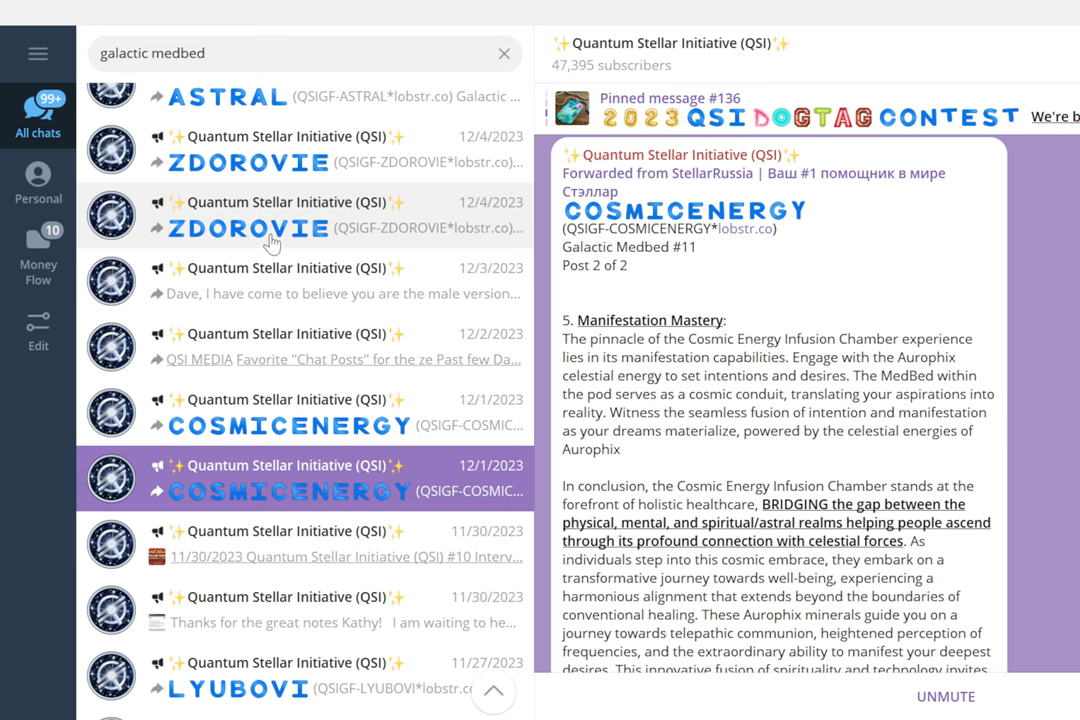 99+
All chats
Personal
10
Money
Flow
Edit
galactic medbed
ASTRAL (QSIGF-ASTRAL*lobstr.co) Galactic ...
✨Quantum Stellar Initiative (QSI)✨ 12/4/2023
ZDOROVIE (QSIGF-ZDOROVIE*lobstr.co)...
✨Quantum Stellar Initiative (QSI)✨ 12/4/2023
ZDOROVIE (QSIGF-ZDOROVIE*lobstr.co)...
✨Quantum Stellar Initiative (QSI)✨ 12/3/2023
Dave, I have come to believe you are the male version...
✨Quantum Stellar Initiative (QSI)✨ 12/2/2023
QSI MEDIA Favorite "Chat Posts" for the ze Past few Da...
✨Quantum Stellar Initiative (QSI)✨ 12/1/2023
COSMICENERGY (QSIGF-COSMIC...
✨Quantum Stellar Initiative (QSI)✨ 12/1/2023
COSMICENERGY (QSIGF-COSMIC...
✨Quantum Stellar Initiative (QSI)✨ 11/30/2023
11/30/2023 Quantum Stellar Initiative (QSI) #10 Interv...
✨Quantum Stellar Initiative (QSI)✨ 11/30/2023
Thanks for the great notes Kathy! I am waiting to he...
✨Quantum Stellar Initiative (QSI)✨ 11/27/2023
LYUBOVI (QSIGF-LYUBOVI*lobstr.co
✨Quantum Stellar Initiative (QSI)✨
47,395 subscribers
Pinned message #136
2023 QSI DOGTAG CONTEST We're b
✨Quantum Stellar Initiative (QSI)✨
Forwarded from StellarRussia | Ваш #1 помощник в мире
Стэллар
COSMICENERGY
(QSIGF-COSMICENERGY*lobstr.co)
Galactic Medbed #11
Post 2 of 2
5. Manifestation Mastery:
The pinnacle of the Cosmic Energy Infusion Chamber experience
lies in its manifestation capabilities. Engage with the Aurophix
celestial energy to set intentions and desires. The MedBed within
the pod serves as a cosmic conduit, translating your aspirations into
reality. Witness the seamless fusion of intention and manifestation
as your dreams materialize, powered by the celestial energies of
Aurophix
In conclusion, the Cosmic Energy Infusion Chamber stands at the
forefront of holistic healthcare, BRIDGING the gap between the
physical, mental, and spiritual/astral realms helping people ascend
through its profound connection with celestial forces. As
individuals step into this cosmic embrace, they embark on a
transformative journey towards well-being, experiencing a
harmonious alignment that extends beyond the boundaries of
conventional healing. These Aurophix minerals guide you on a
journey towards telepathic communion, heightened perception of
frequencies, and the extraordinary ability to manifest your deepest
desires. This innovative fusion of spirituality and technology invites
UNMUTE